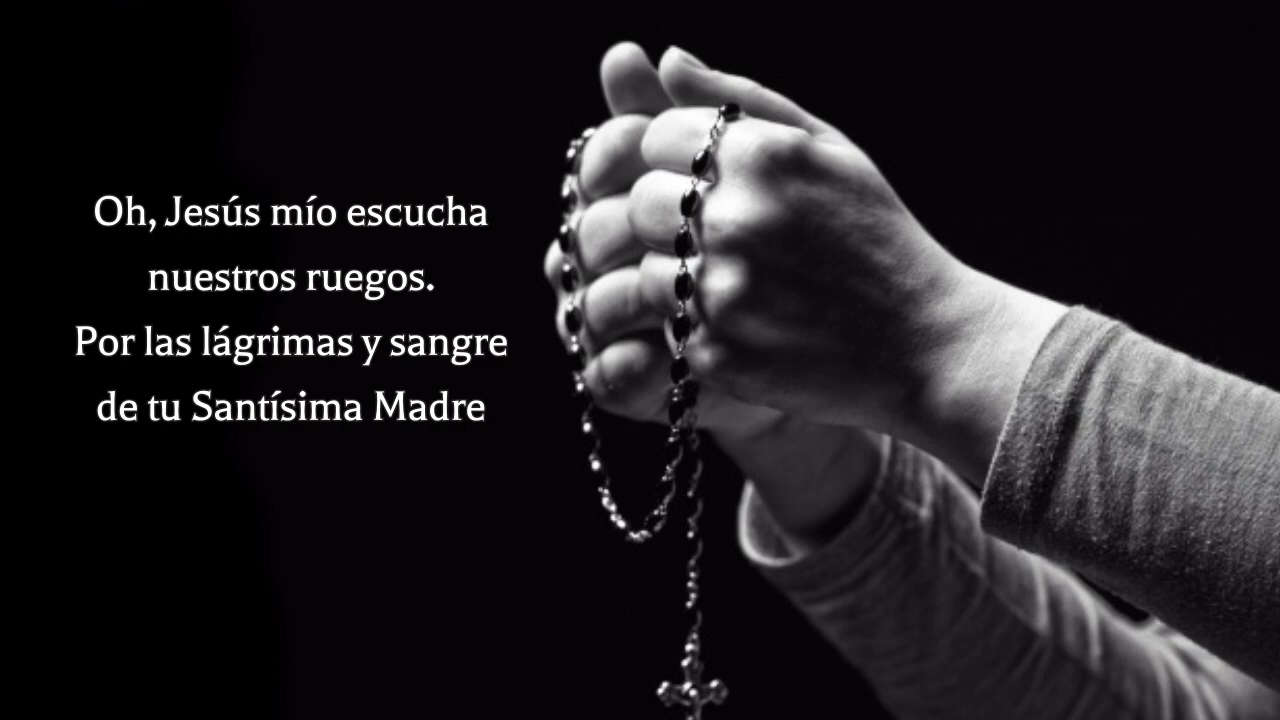 Oh, Jesús mío escucha
nuestros ruegos.
Por las lágrimas y sangre
de tu Santísima Madre